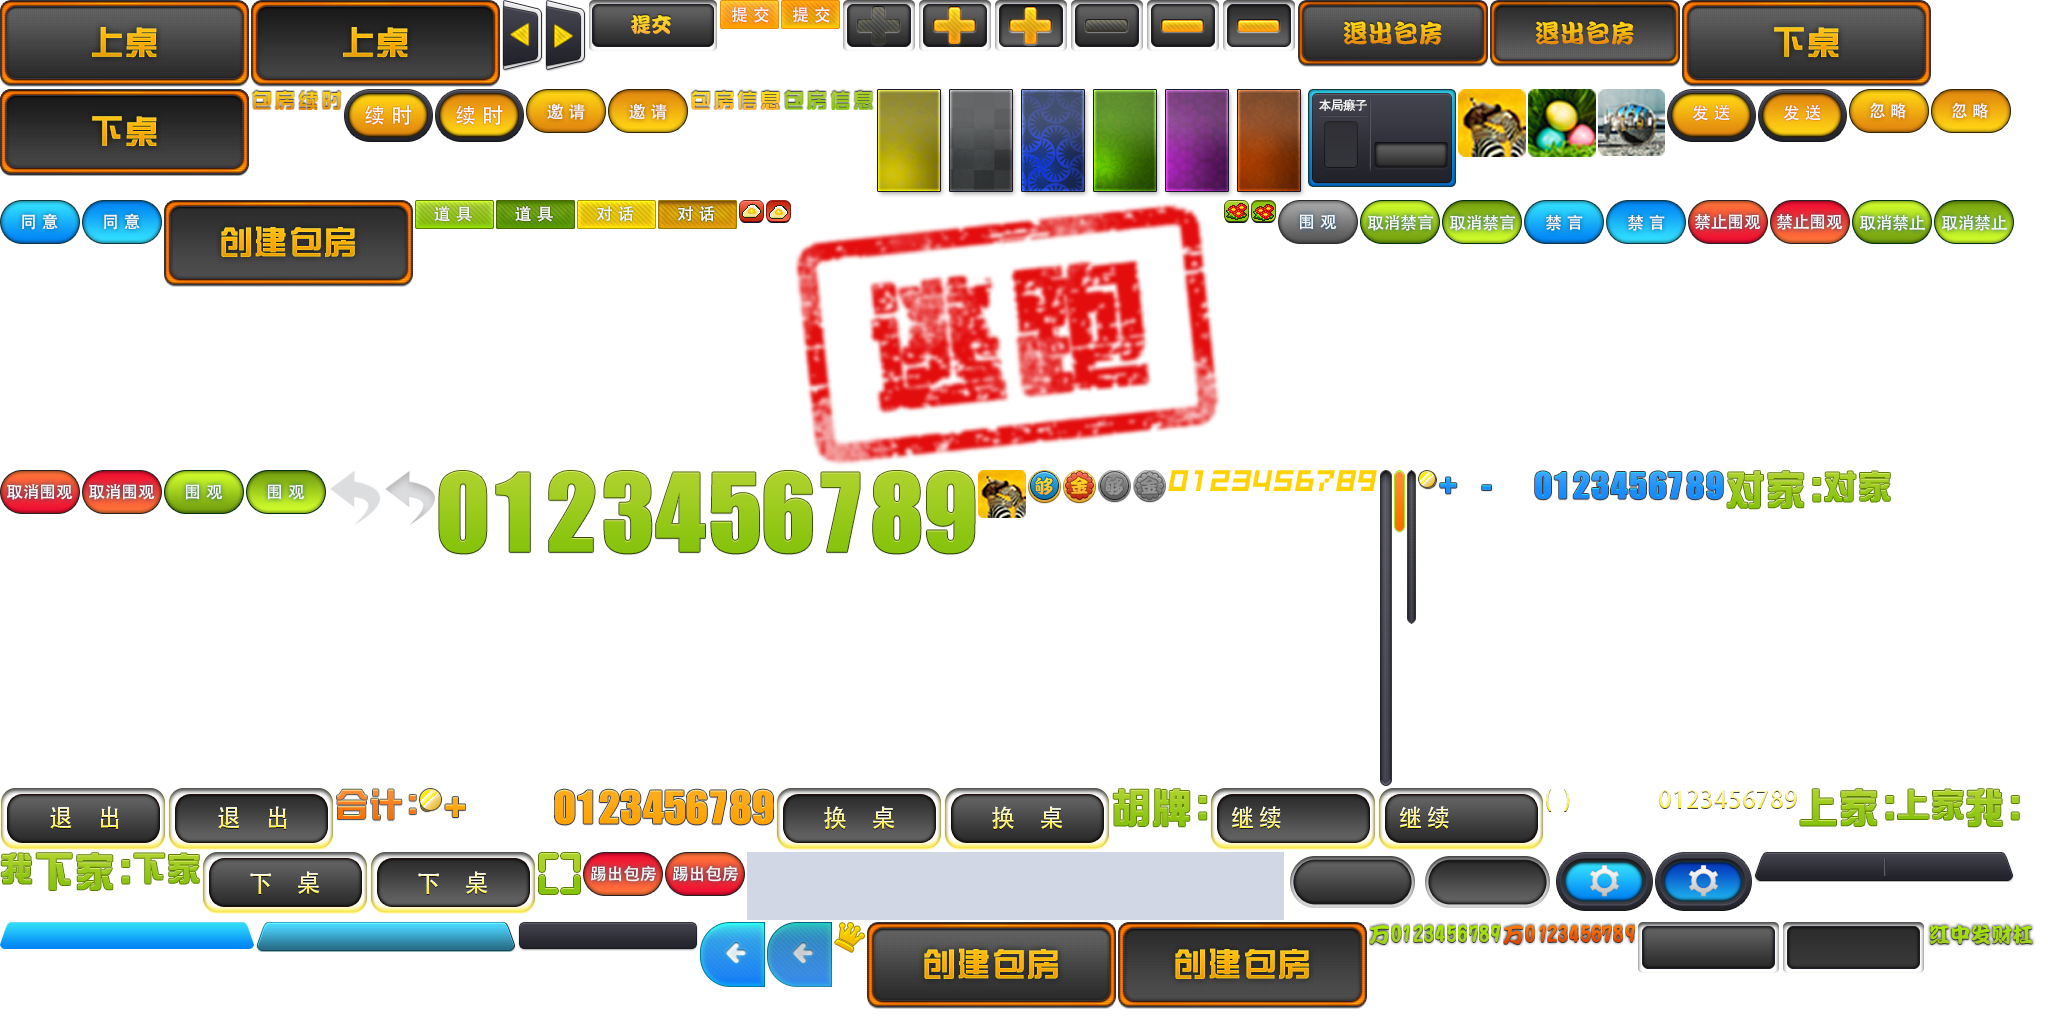 上桌 上桌 提交 提交 提交 退出包房 退出包房 下桌
下桌 包房续时 续时 续时 邀请 邀请 包房信息 包房信息 本局癞子 发送 发送 忽略 忽略
同意 同意 创建包房 道具 道具 对话 对话 围观 取消禁言 取消禁言 禁言 禁言 禁止围观 禁止围观 取消禁止 取消禁止
逃跑
取消围观 取消围观 围观 围观 0123456789 够 金 够 金 0123456789 + - 0123456789 对家: 对家
退出 退出 合计: + 0123456789 换桌 换桌 胡牌: 继续 继续 ( ) 0123456789 上家: 上家 我:
我 下家: 下家 下桌 下桌 踢出包房 踢出包房
创建包房 创建包房 万0123456789 万0123456789 红中发财杠